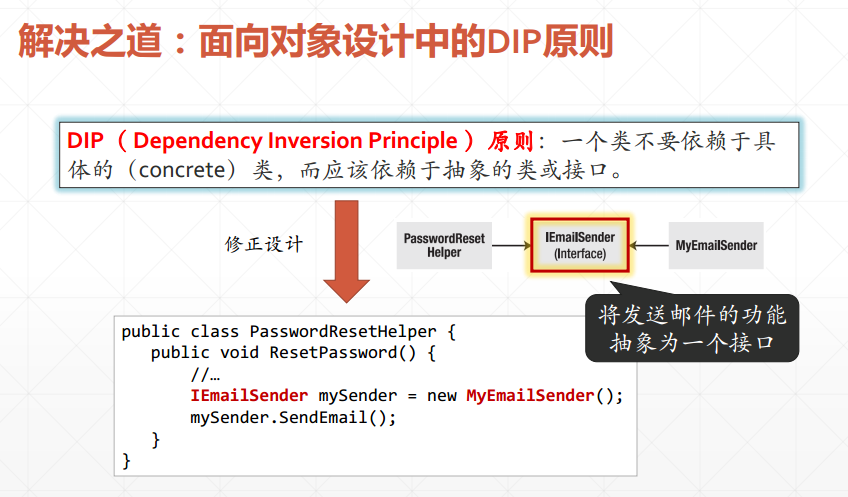 解决之道：面向对象设计中的DIP原则
DIP（Dependency Inversion Principle）原则：一个类不要依赖于具
体的（concrete）类，而应该依赖于抽象的类或接口。
修正设计
PasswordReset
Helper
IEmailSender
(Interface)
MyEmailSender
将发送邮件的功能
抽象为一个接口
public class PasswordResetHelper {
public void ResetPassword() {
//…
IEmailSender mySender = new MyEmailSender();
mySender.SendEmail();
}
}